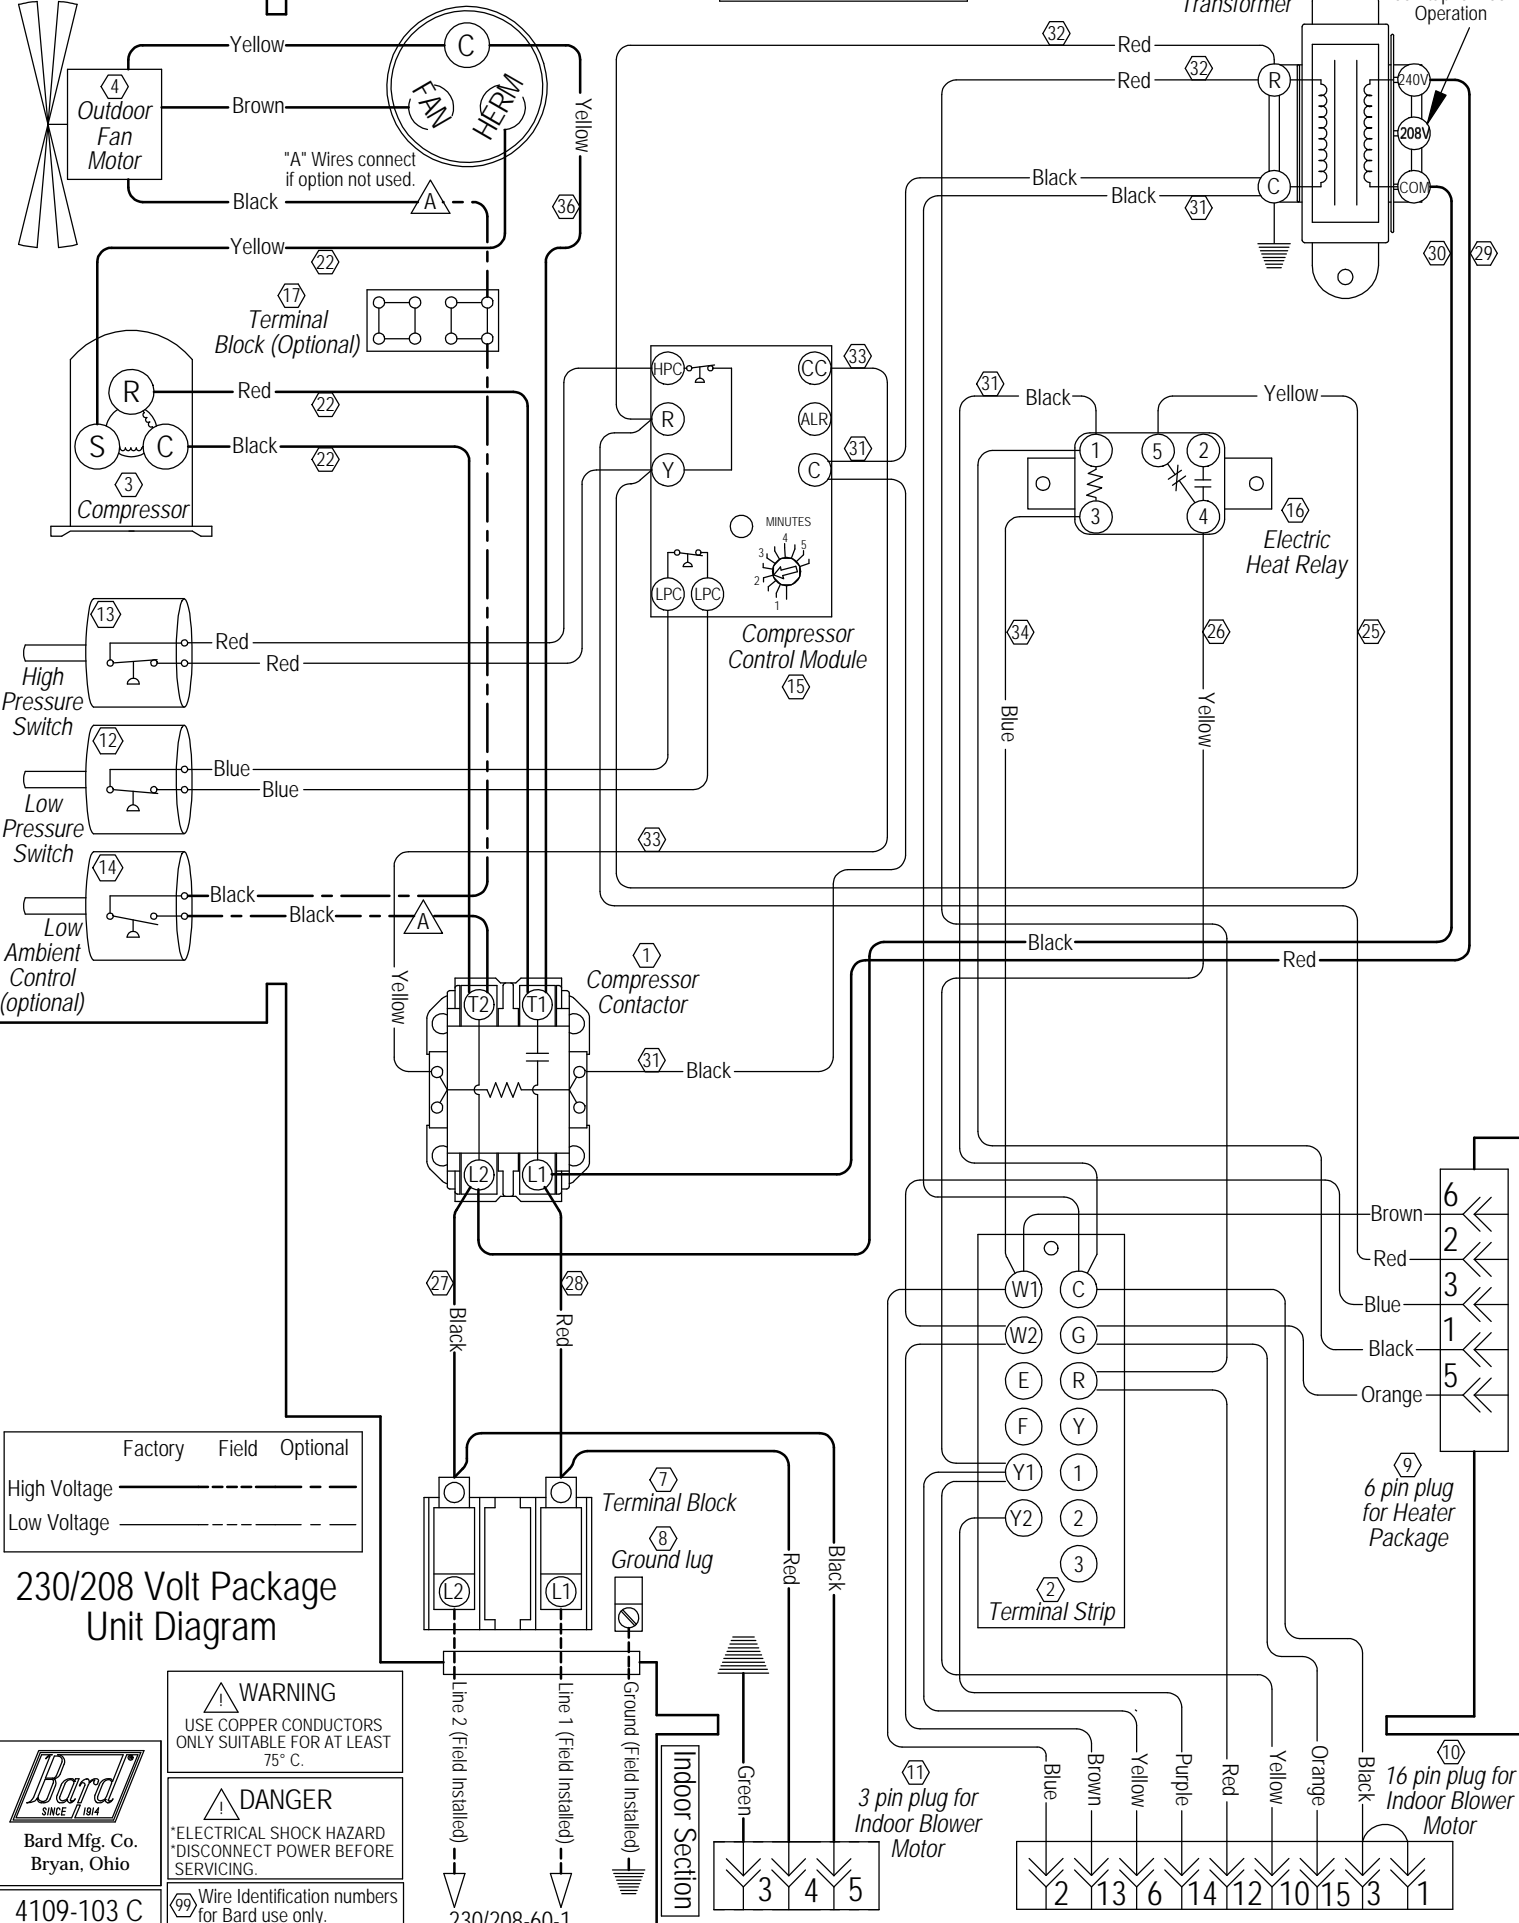 Transformer
Operation
Yellow
C
4
Outdoor
Fan
Motor
Brown
FAN
HERM
Yellow
"A" Wires connect
if option not used.
Black
A
36
Yellow
22
17
Terminal
Block (Optional)
R
Red
22
S
C
Black
22
3
Compressor
32
Red
Red
32
R
240V
208V
Black
Black
31
C
COM
30
29
HPC
CC
33
R
ALR
31
Y
C
MINUTES
1
2
3
4
5
LPC
LPC
Compressor
Control Module
15
31
Black
Yellow
1
5
2
3
4
16
Electric
Heat Relay
34
26
25
Blue
Yellow
13
Red
Red
High
Pressure
Switch
12
Blue
Blue
Low
Pressure
Switch
33
14
Black
Black
A
Low
Ambient
Control
(optional)
Black
Red
1
Compressor
Contactor
Yellow
T2
T1
31
Black
L2
L1
27
28
Black
Red
W1
C
W2
G
E
R
F
Y
Y1
1
Y2
2
3
2
Terminal Strip
Brown
6
Red
2
Blue
3
Black
1
Orange
5
9
6 pin plug
for Heater
Package
Factory Field Optional
High Voltage
Low Voltage
230/208 Volt Package
Unit Diagram
7
Terminal Block
8
Ground lug
L2
L1
Red
Black
WARNING
USE COPPER CONDUCTORS
ONLY SUITABLE FOR AT LEAST
75° C.
DANGER
*ELECTRICAL SHOCK HAZARD
*DISCONNECT POWER BEFORE
SERVICING.
99 Wire Identification numbers
for Bard use only.
Bard
SINCE 1914
Bard Mfg. Co.
Bryan, Ohio
4109-103 C
Line 2 (Field Installed)
Line 1 (Field Installed)
Ground (Field Installed)
230/208-60-1
Indoor Section
Green
3
4
5
11
3 pin plug for
Indoor Blower
Motor
Blue
Brown
Yellow
Purple
Red
Yellow
Orange
Black
10
16 pin plug for
Indoor Blower
Motor
2
13
6
14
12
10
15
3
1